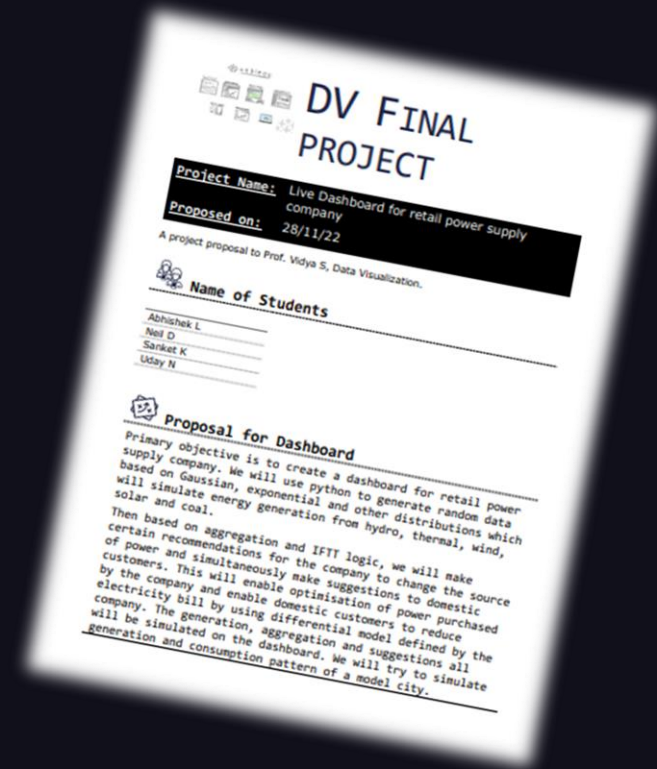 DV FINAL
PROJECT
Project Name: Live Dashboard for retail power supply
company
Proposed on: 28/11/22
A project proposal to Prof. Vidya S, Data Visualization.
Name of Students
Abhishek L
Neil D
Sanket K
Uday N
Proposal for Dashboard
Primary objective is to create a dashboard for retail power
supply company. We will use python to generate random data
based on Gaussian, exponential and other distributions which
will simulate energy generation from hydro, thermal, wind,
solar and coal.
Then based on aggregation and IFTT logic, we will make
certain recommendations for the company to change the source
of power and simultaneously make suggestions to domestic
customers. This will enable optimisation of power purchased
by the company and enable domestic customers to reduce
electricity bill by using differential model defined by the
company. The generation, aggregation and suggestions all
will be simulated on the dashboard. We will try to simulate
generation and consumption pattern of a model city.